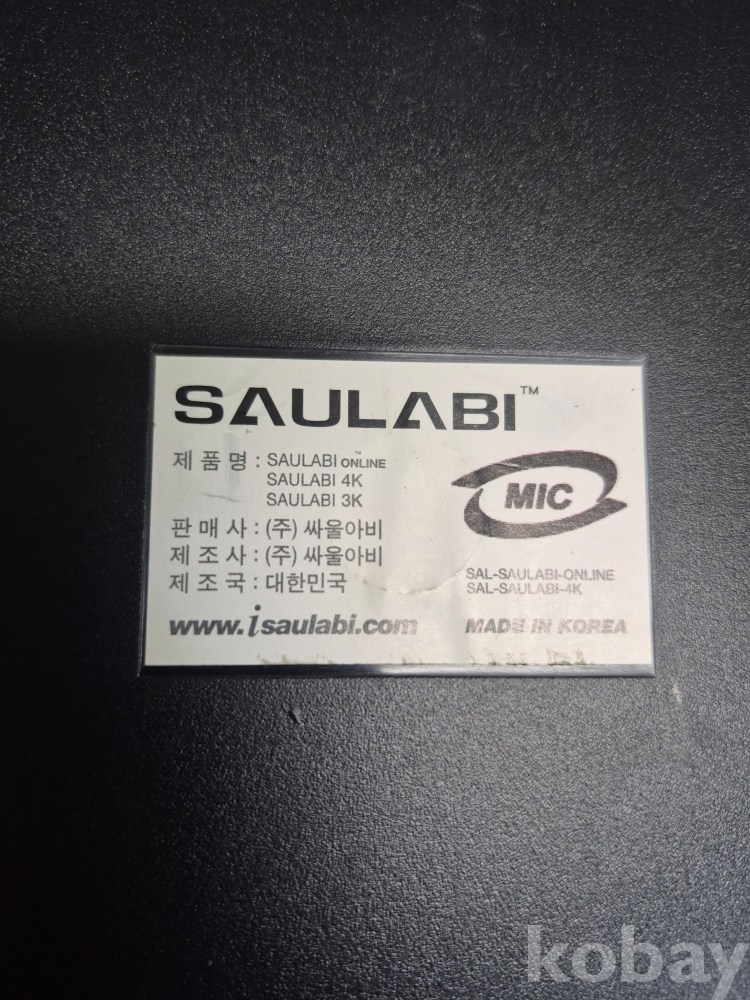 SAULABI™
제품명 : SAULABI ONLINE™
SAULABI 4K
SAULABI 3K
판매사 : (주) 싸울아비
제조사 : (주) 싸울아비
제조국 : 대한민국
www.isaulabi.com
MIC
SAL-SAULABI-ONLINE
SAL-SAULABI-4K
MADE IN KOREA
kobay